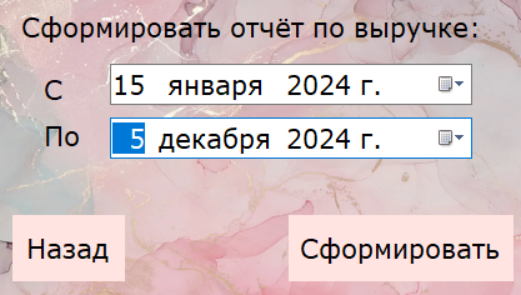 Сформировать отчёт по выручке:
С 15 января 2024 г.
По 5 декабря 2024 г.
Назад Сформировать